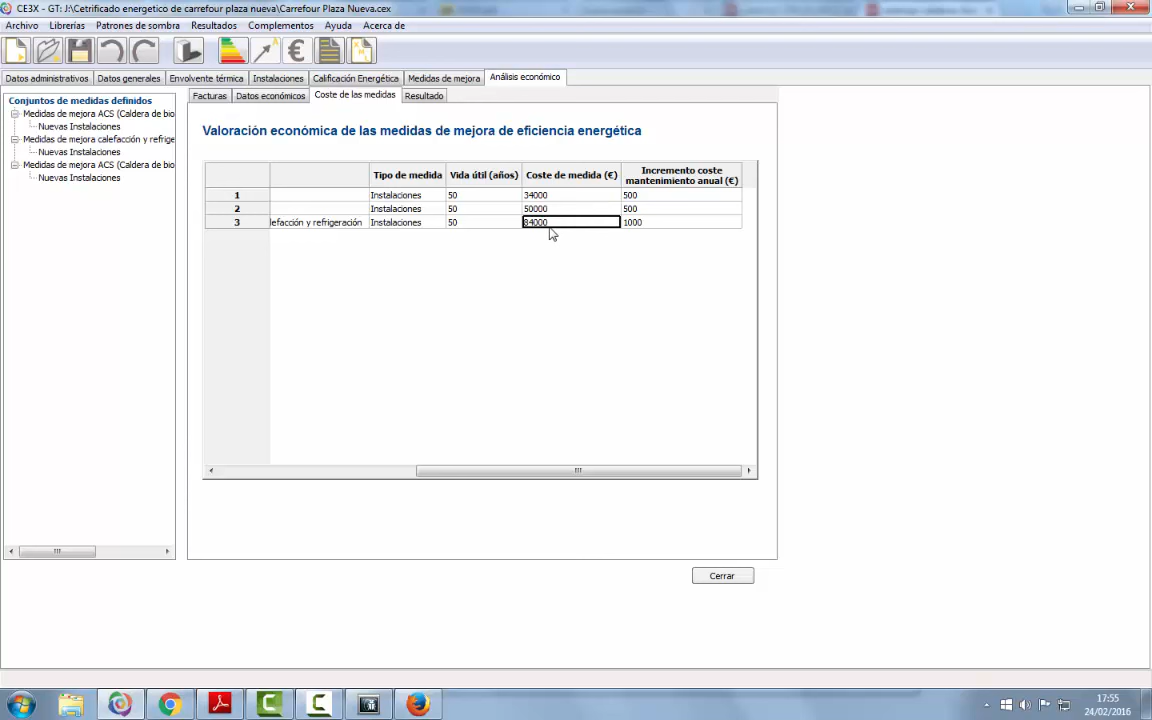 CE3X - GT: J:\Cetrificado energetico de carrefour plaza nueva\Carrefour Plaza Nueva.cex
Archivo Librerías Patrones de sombra Resultados Complementos Ayuda Acerca de
Datos administrativos Datos generales Envolvente térmica Instalaciones Calificación Energética Medidas de mejora Análisis económico
Conjuntos de medidas definidos
Medidas de mejora ACS (Caldera de bio
Nuevas Instalaciones
Medidas de mejora calefacción y refrige
Nuevas Instalaciones
Medidas de mejora ACS (Caldera de bio
Nuevas Instalaciones
Facturas Datos económicos Coste de las medidas Resultado
Valoración económica de las medidas de mejora de eficiencia energética
Tipo de medida Vida útil (años) Coste de medida (€) Incremento coste mantenimiento anual (€)
1 Instalaciones 50 34000 500
2 Instalaciones 50 50000 500
3 lefacción y refrigeración Instalaciones 50 84000 1000
Cerrar
17:55
24/02/2016